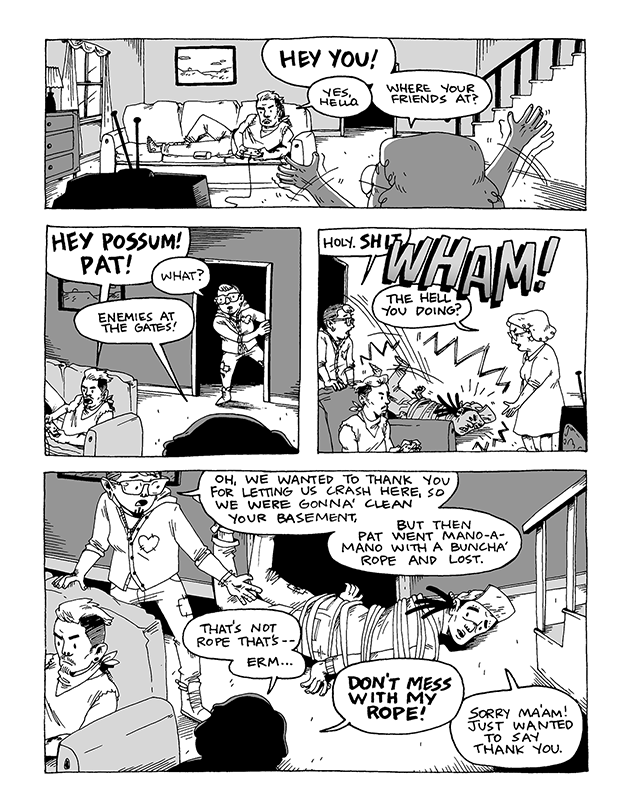 HEY YOU!
YES,
HELLA
WHERE YOUR
FRIENDS AT?
HEY POSSUM!
PAT!
WHAT?
ENEMIES AT
THE GATES!
HOLY. SHIT
WHAM!
THE HELL
YOU DOING?
OH, WE WANTED TO THANK YOU
FOR LETTING US CRASH HERE, SO
WE WERE GONNA' CLEAN
YOUR BASEMENT,
BUT THEN
PAT WENT MANO-A-
MANO WITH A BUNCHA'
ROPE AND LOST.
THAT'S NOT
ROPE THAT'S--
ERM...
DON'T MESS
WITH MY
ROPE!
SORRY MA'AM!
JUST WANTED
TO SAY
THANK YOU.